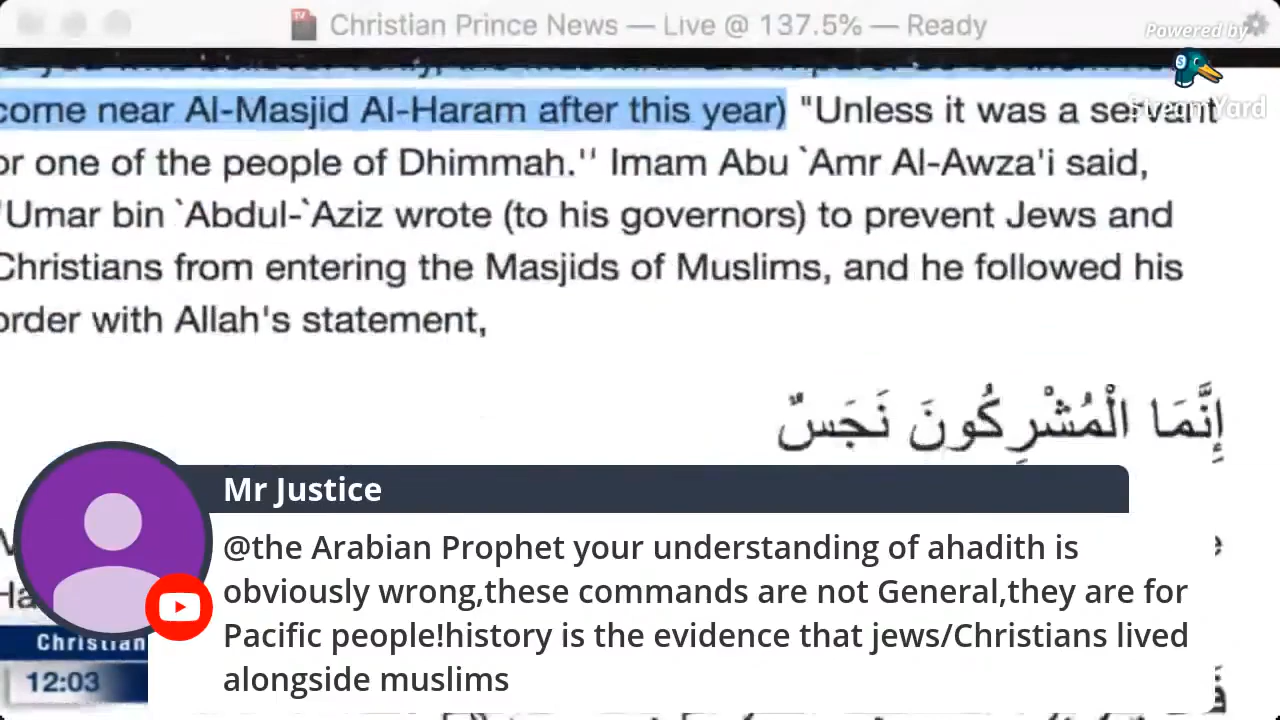 Christian Prince News — Live @ 137.5% — Ready
Powered by
StreamYard
come near Al-Masjid Al-Haram after this year) "Unless it was a servant
or one of the people of Dhimmah.'' Imam Abu `Amr Al-Awza'i said,
"Umar bin `Abdul-`Aziz wrote (to his governors) to prevent Jews and
Christians from entering the Masjids of Muslims, and he followed his
order with Allah's statement,
إِنَّمَا الْمُشْرِكُونَ نَجَسٌ
Mr Justice
@the Arabian Prophet your understanding of ahadith is
obviously wrong,these commands are not General,they are for
Pacific people!history is the evidence that jews/Christians lived
alongside muslims
Christian
12:03